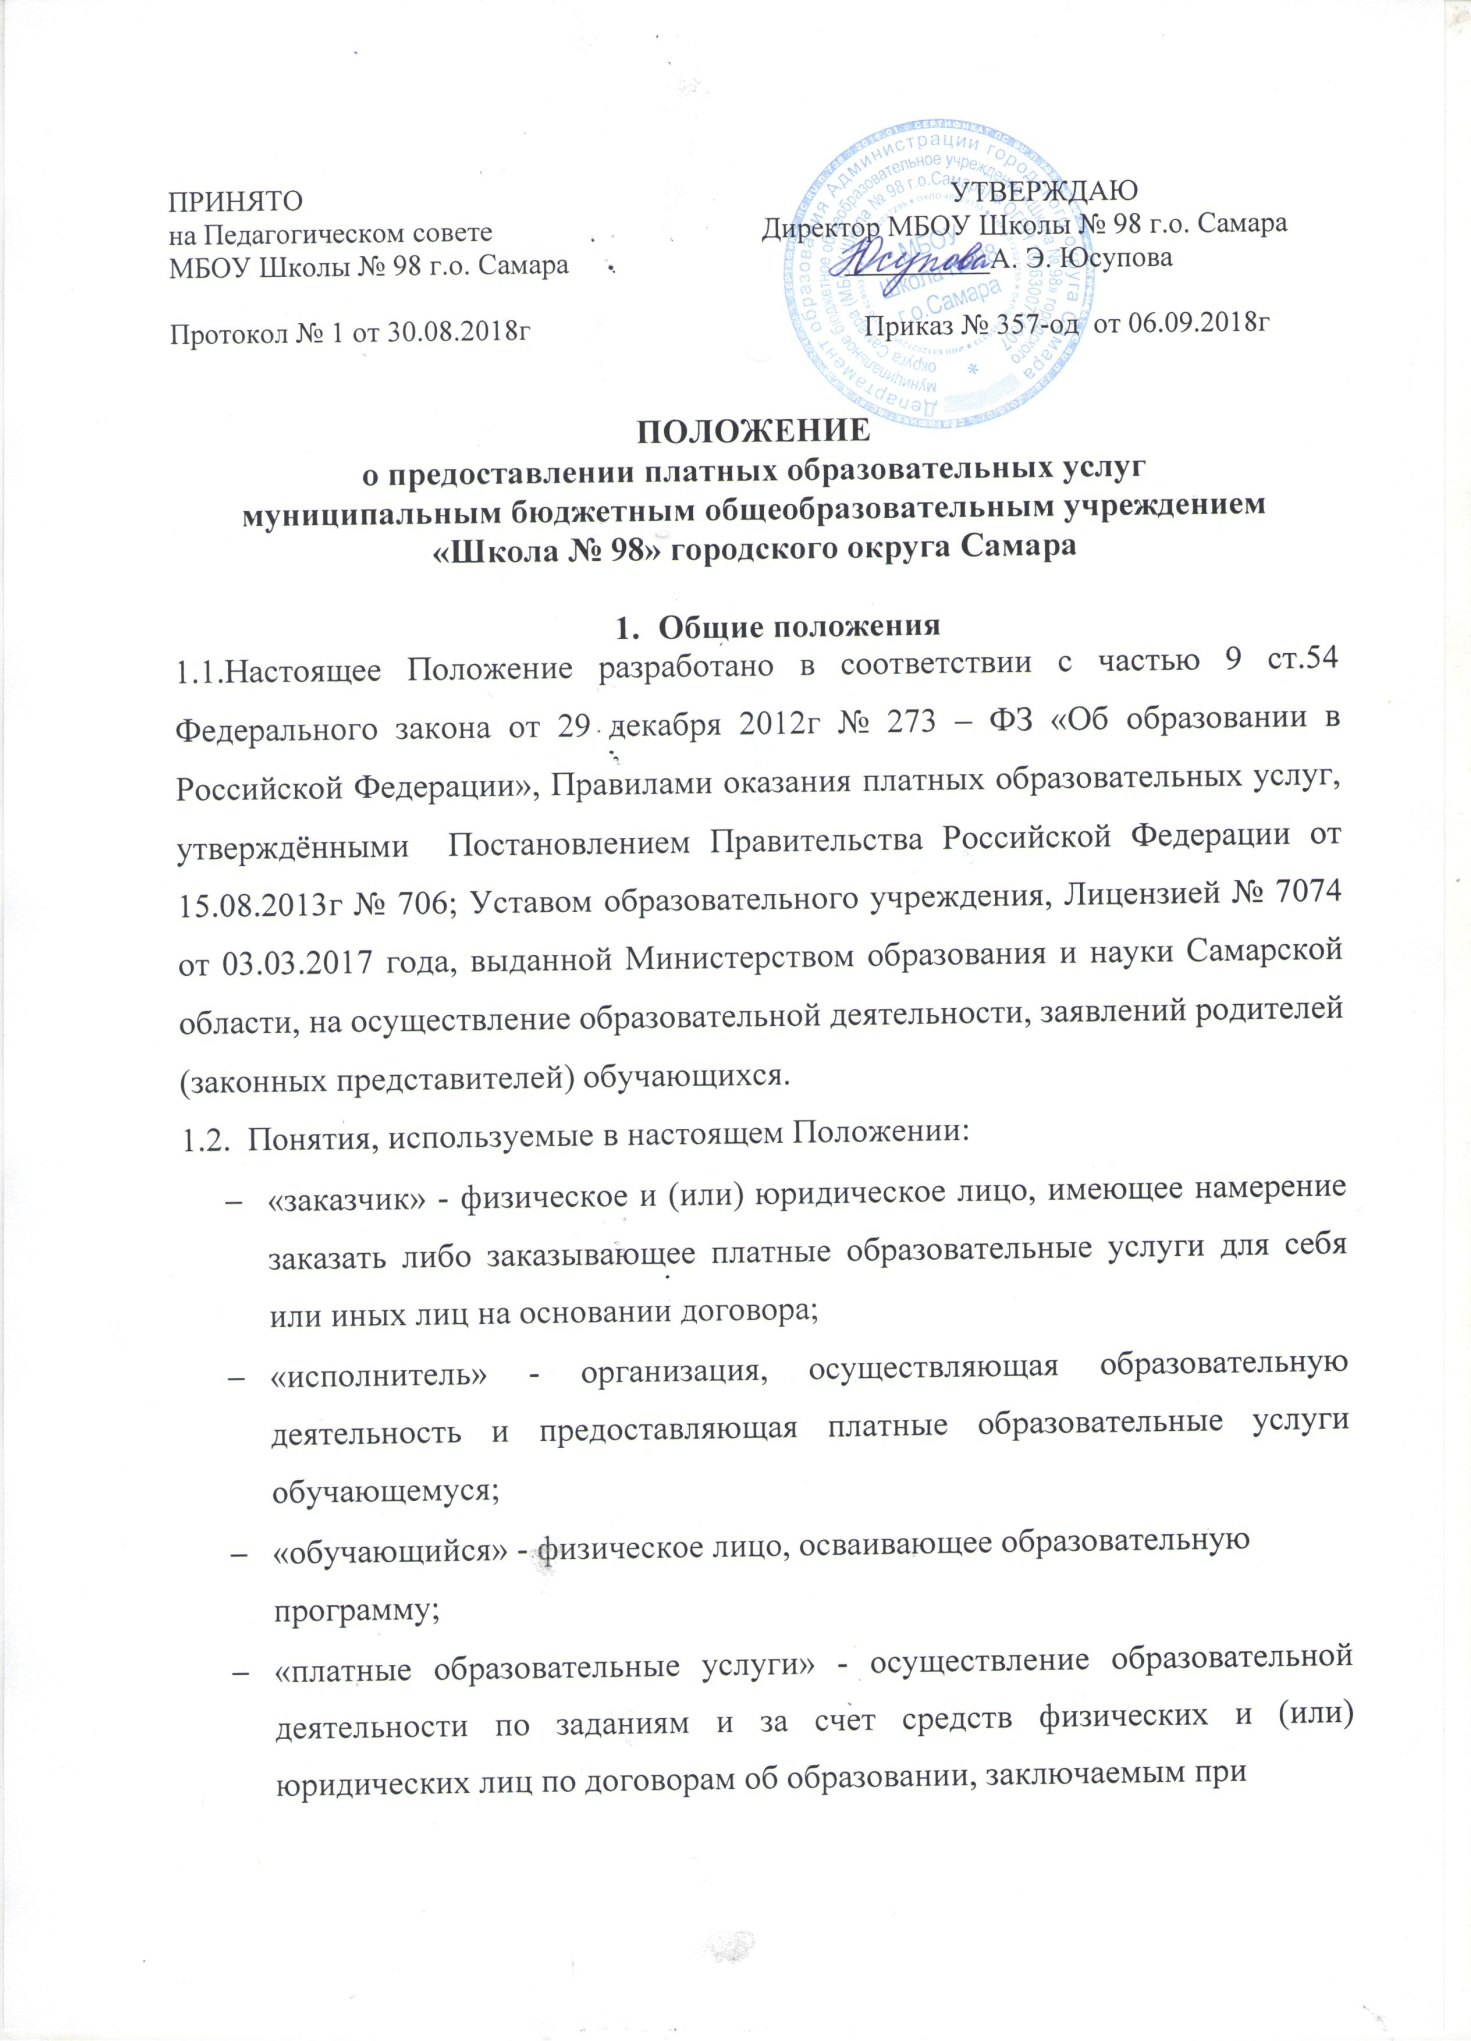 ПРИНЯТО
на Педагогическом совете
МБОУ Школы № 98 г.о. Самара
Протокол № 1 от 30.08.2018г
УТВЕРЖДАЮ
Директор МБОУ Школы № 98 г.о. Самара
Юсупова А. Э. Юсупова
Приказ № 357-од от 06.09.2018г
МБОУ
Школа
г.о.Самара
ПОЛОЖЕНИЕ
о предоставлении платных образовательных услуг
муниципальным бюджетным общеобразовательным учреждением
«Школа № 98» городского округа Самара
1. Общие положения
1.1.Настоящее Положение разработано в соответствии с частью 9 ст.54
Федерального закона от 29 декабря 2012г № 273 – ФЗ «Об образовании в
Российской Федерации», Правилами оказания платных образовательных услуг,
утверждёнными Постановлением Правительства Российской Федерации от
15.08.2013г № 706; Уставом образовательного учреждения, Лицензией № 7074
от 03.03.2017 года, выданной Министерством образования и науки Самарской
области, на осуществление образовательной деятельности, заявлений родителей
(законных представителей) обучающихся.
1.2. Понятия, используемые в настоящем Положении:
– «заказчик» - физическое и (или) юридическое лицо, имеющее намерение
заказать либо заказывающее платные образовательные услуги для себя
или иных лиц на основании договора;
– «исполнитель» - организация, осуществляющая образовательную
деятельность и предоставляющая платные образовательные услуги
обучающемуся;
– «обучающийся» - физическое лицо, осваивающее образовательную
программу;
– «платные образовательные услуги» - осуществление образовательной
деятельности по заданиям и за счет средств физических и (или)
юридических лиц по договорам об образовании, заключаемым при